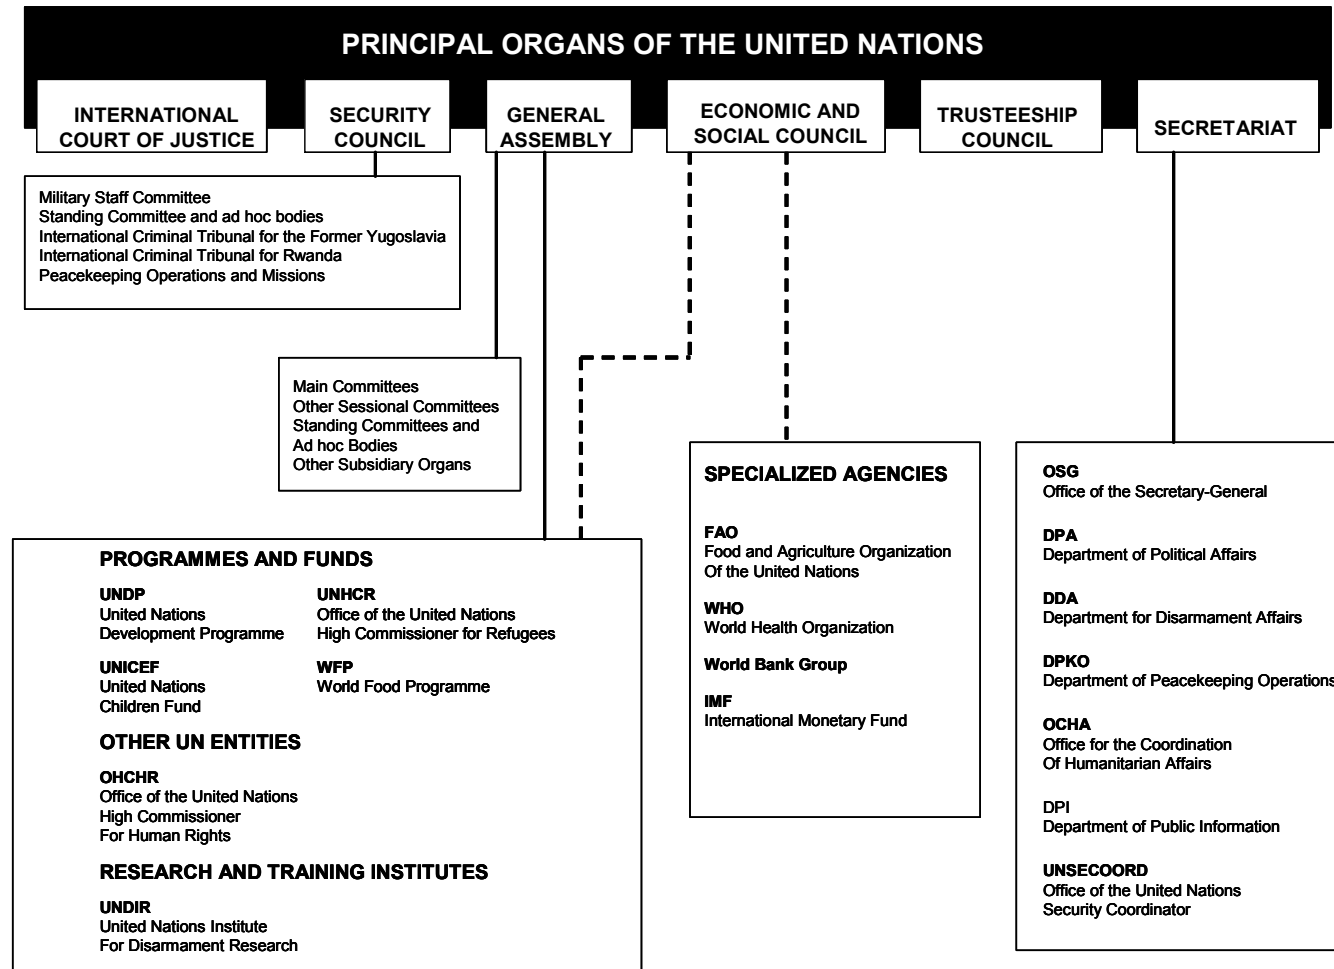 PRINCIPAL ORGANS OF THE UNITED NATIONS
INTERNATIONAL
COURT OF JUSTICE
SECURITY
COUNCIL
GENERAL
ASSEMBLY
ECONOMIC AND
SOCIAL COUNCIL
TRUSTEESHIP
COUNCIL
SECRETARIAT
Military Staff Committee
Standing Committee and ad hoc bodies
International Criminal Tribunal for the Former Yugoslavia
International Criminal Tribunal for Rwanda
Peacekeeping Operations and Missions
Main Committees
Other Sessional Committees
Standing Committees and
Ad hoc Bodies
Other Subsidiary Organs
PROGRAMMES AND FUNDS
UNDP
United Nations
Development Programme
UNHCR
Office of the United Nations
High Commissioner for Refugees
UNICEF
United Nations
Children Fund
WFP
World Food Programme
OTHER UN ENTITIES
OHCHR
Office of the United Nations
High Commissioner
For Human Rights
RESEARCH AND TRAINING INSTITUTES
UNDIR
United Nations Institute
For Disarmament Research
SPECIALIZED AGENCIES
FAO
Food and Agriculture Organization
Of the United Nations
WHO
World Health Organization
World Bank Group
IMF
International Monetary Fund
OSG
Office of the Secretary-General
DPA
Department of Political Affairs
DDA
Department for Disarmament Affairs
DPKO
Department of Peacekeeping Operations
OCHA
Office for the Coordination
Of Humanitarian Affairs
DPI
Department of Public Information
UNSECOORD
Office of the United Nations
Security Coordinator